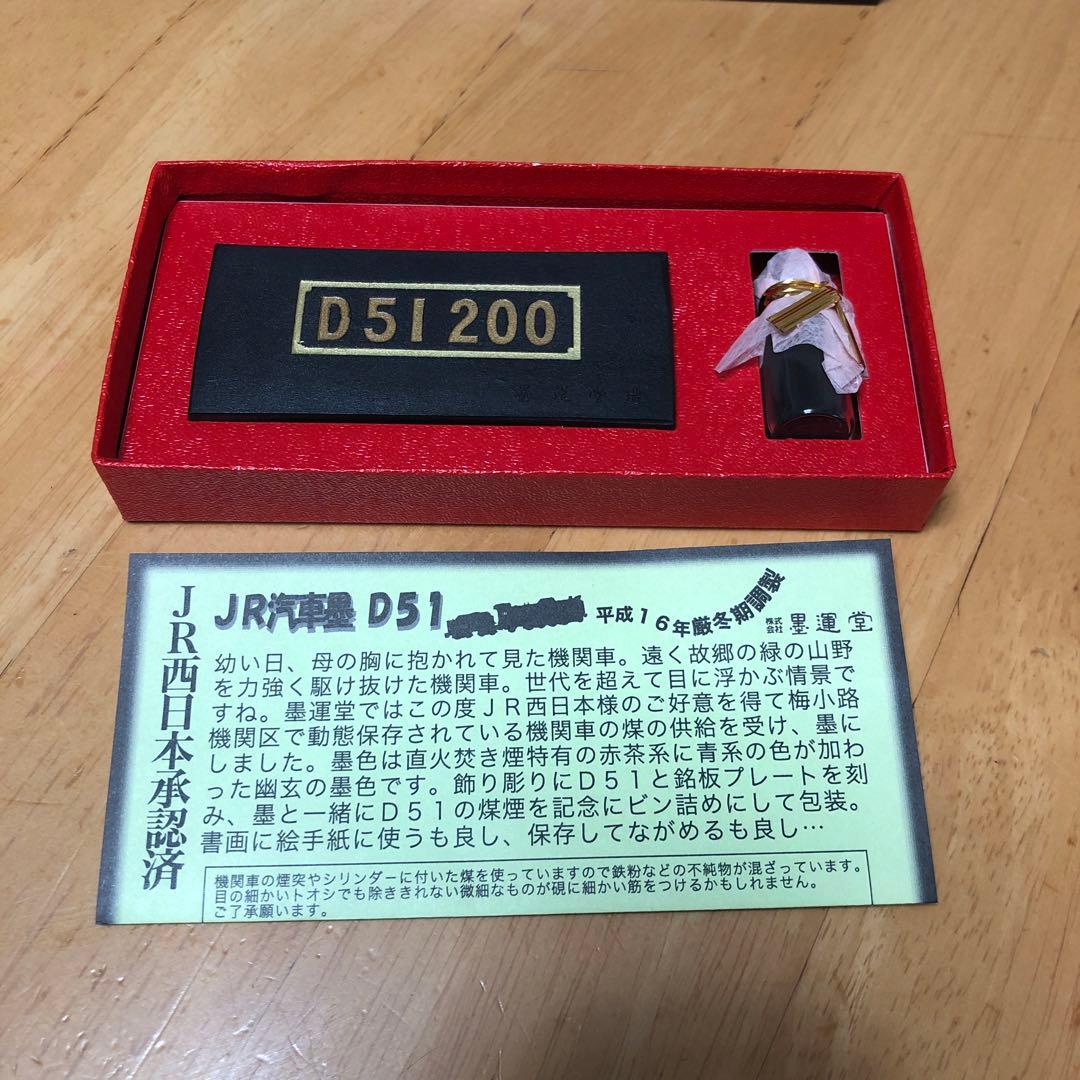 D51 200
墨運堂製
JR西日本承認済
JR汽車墨 D51
平成16年厳冬期調製
株式会社 墨運堂
幼い日、母の胸に抱かれて見た機関車。遠く故郷の緑の山野
を力強く駆け抜けた機関車。世代を超えて目に浮かぶ情景で
すね。墨運堂ではこの度JR西日本様のご好意を得て梅小路
機関区で動態保存されている機関車の煤の供給を受け、墨に
しました。墨色は直火焚き煙特有の赤茶系に青系の色が加わ
った幽玄の墨色です。飾り彫りにD51と銘板プレートを刻
み、墨と一緒にD51の煤煙を記念にビン詰めにして包装。
書画に絵手紙に使うも良し、保存してながめるも良し…
機関車の煙突やシリンダーに付いた煤を使っていますので鉄粉などの不純物が混ざっています。
目の細かいトオシでも除ききれない微細なものが硯に細かい筋をつけるかもしれません。
ご了承願います。